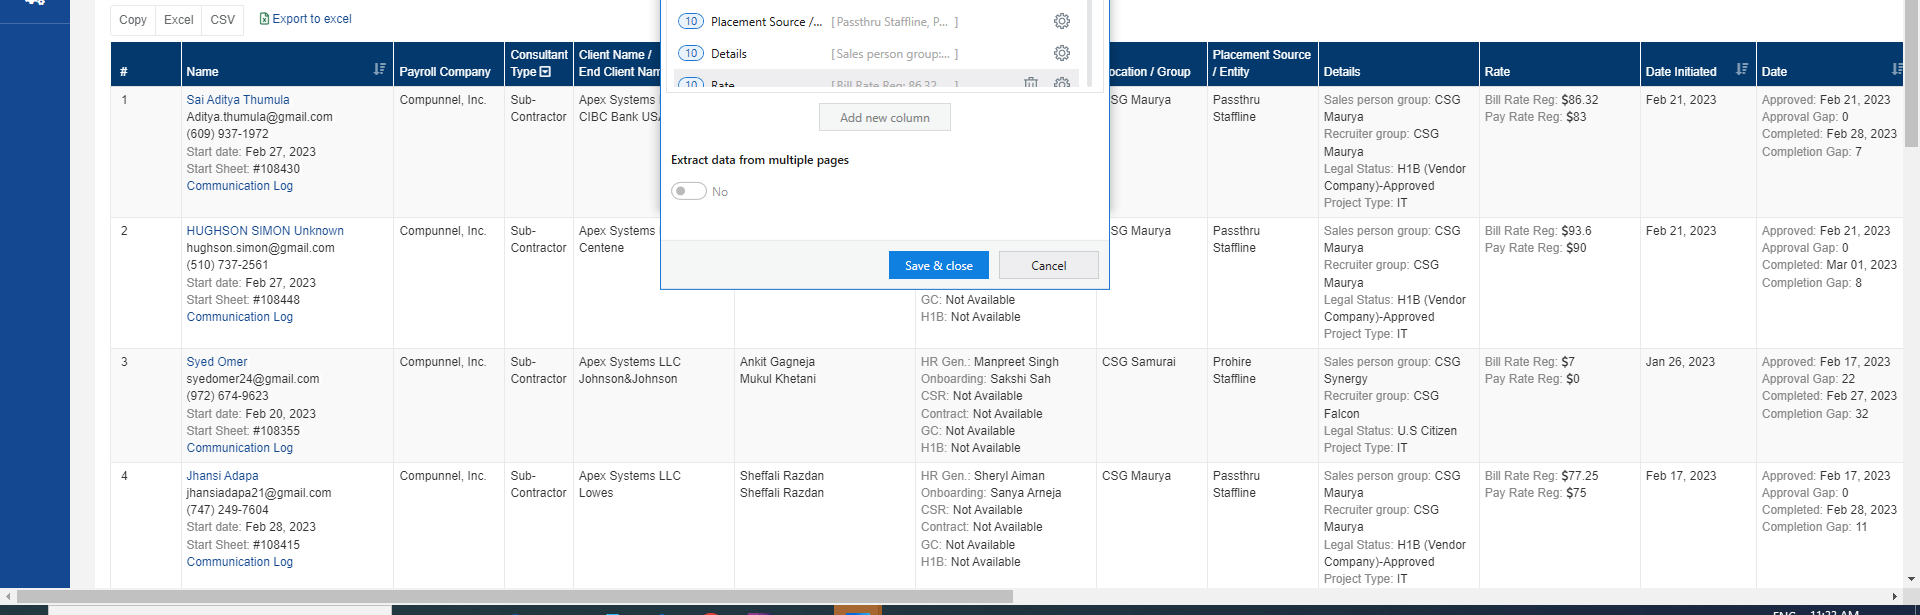 Copy Excel CSV Export to excel
10 Placement Source /... [Passthru Staffline, P... ]
10 Details [Sales person group:... ]
10 Rate [Bill Rate Reg: 86.32
Add new column
Extract data from multiple pages
No
Save & close Cancel
# Name Payroll Company Consultant Type Client Name / End Client Nam ocation / Group Placement Source / Entity Details Rate Date Initiated Date
1
Sai Aditya Thumula
Aditya.thumula@gmail.com
(609) 937-1972
Start date: Feb 27, 2023
Start Sheet: #108430
Communication Log
Compunnel, Inc.
Sub-
Contractor
Apex Systems
CIBC Bank USA
CSG Maurya
Passthru
Staffline
Sales person group: CSG
Maurya
Recruiter group: CSG
Maurya
Legal Status: H1B (Vendor
Company)-Approved
Project Type: IT
Bill Rate Reg: $86.32
Pay Rate Reg: $83
Feb 21, 2023
Approved: Feb 21, 2023
Approval Gap: 0
Completed: Feb 28, 2023
Completion Gap: 7
2
HUGHSON SIMON Unknown
hughson.simon@gmail.com
(510) 737-2561
Start date: Feb 27, 2023
Start Sheet: #108448
Communication Log
Compunnel, Inc.
Sub-
Contractor
Apex Systems
Centene
GC: Not Available
H1B: Not Available
CSG Maurya
Passthru
Staffline
Sales person group: CSG
Maurya
Recruiter group: CSG
Maurya
Legal Status: H1B (Vendor
Company)-Approved
Project Type: IT
Bill Rate Reg: $93.6
Pay Rate Reg: $90
Feb 21, 2023
Approved: Feb 21, 2023
Approval Gap: 0
Completed: Mar 01, 2023
Completion Gap: 8
3
Syed Omer
syedomer24@gmail.com
(972) 674-9623
Start date: Feb 20, 2023
Start Sheet: #108355
Communication Log
Compunnel, Inc.
Sub-
Contractor
Apex Systems LLC
Johnson&Johnson
Ankit Gagneja
Mukul Khetani
HR Gen.: Manpreet Singh
Onboarding: Sakshi Sah
CSR: Not Available
Contract: Not Available
GC: Not Available
H1B: Not Available
CSG Samurai
Prohire
Staffline
Sales person group: CSG
Synergy
Recruiter group: CSG
Falcon
Legal Status: U.S Citizen
Project Type: IT
Bill Rate Reg: $7
Pay Rate Reg: $0
Jan 26, 2023
Approved: Feb 17, 2023
Approval Gap: 22
Completed: Feb 27, 2023
Completion Gap: 32
4
Jhansi Adapa
jhansiadapa21@gmail.com
(747) 249-7604
Start date: Feb 28, 2023
Start Sheet: #108415
Communication Log
Compunnel, Inc.
Sub-
Contractor
Apex Systems LLC
Lowes
Sheffali Razdan
Sheffali Razdan
HR Gen.: Sheryl Aiman
Onboarding: Sanya Arneja
CSR: Not Available
Contract: Not Available
GC: Not Available
H1B: Not Available
CSG Maurya
Passthru
Staffline
Sales person group: CSG
Maurya
Recruiter group: CSG
Maurya
Legal Status: H1B (Vendor
Company)-Approved
Project Type: IT
Bill Rate Reg: $77.25
Pay Rate Reg: $75
Feb 17, 2023
Approved: Feb 17, 2023
Approval Gap: 0
Completed: Feb 28, 2023
Completion Gap: 11